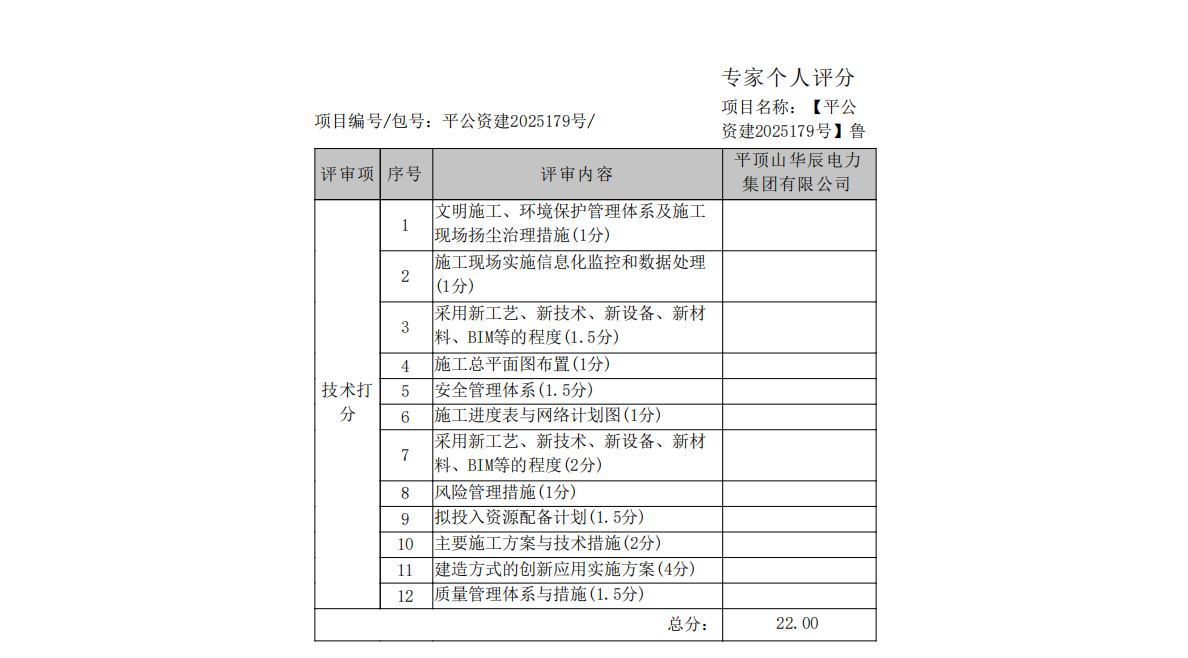 专家个人评分
项目编号/包号: 平公资建2025179号/
项目名称: 【平公
资建2025179号】鲁
评审项 序号 评审内容 平顶山华辰电力
集团有限公司
技术打
分
1 文明施工、环境保护管理体系及施工
现场扬尘治理措施(1分)
2 施工现场实施信息化监控和数据处理
(1分)
3 采用新工艺、新技术、新设备、新材
料、BIM等的程度(1.5分)
4 施工总平面图布置(1分)
5 安全管理体系(1.5分)
6 施工进度表与网络计划图(1分)
7 采用新工艺、新技术、新设备、新材
料、BIM等的程度(2分)
8 风险管理措施(1分)
9 拟投入资源配备计划(1.5分)
10 主要施工方案与技术措施(2分)
11 建造方式的创新应用实施方案(4分)
12 质量管理体系与措施(1.5分)
总分: 22.00